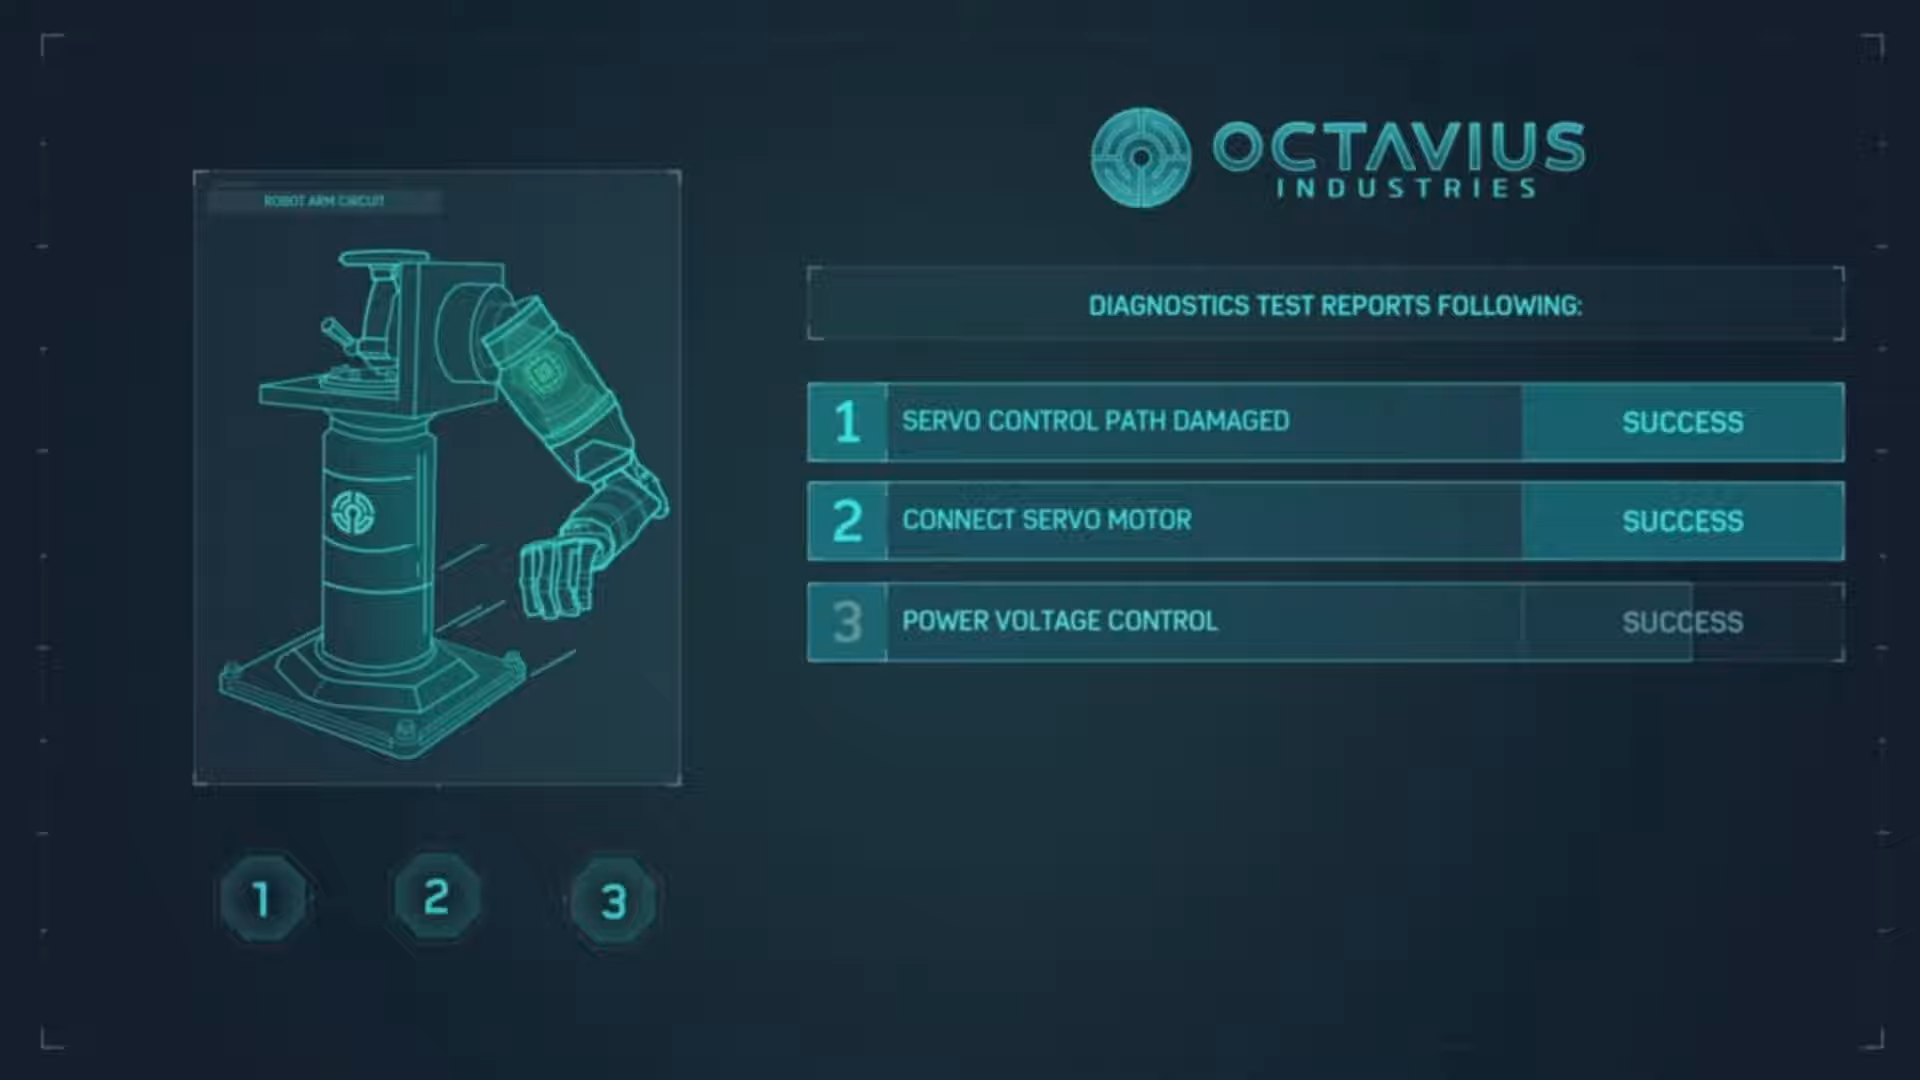 OCTAVIUS
INDUSTRIES
ROBOT ARM CIRCUIT
DIAGNOSTICS TEST REPORTS FOLLOWING:
1 SERVO CONTROL PATH DAMAGED SUCCESS
2 CONNECT SERVO MOTOR SUCCESS
3 POWER VOLTAGE CONTROL SUCCESS
1 2 3